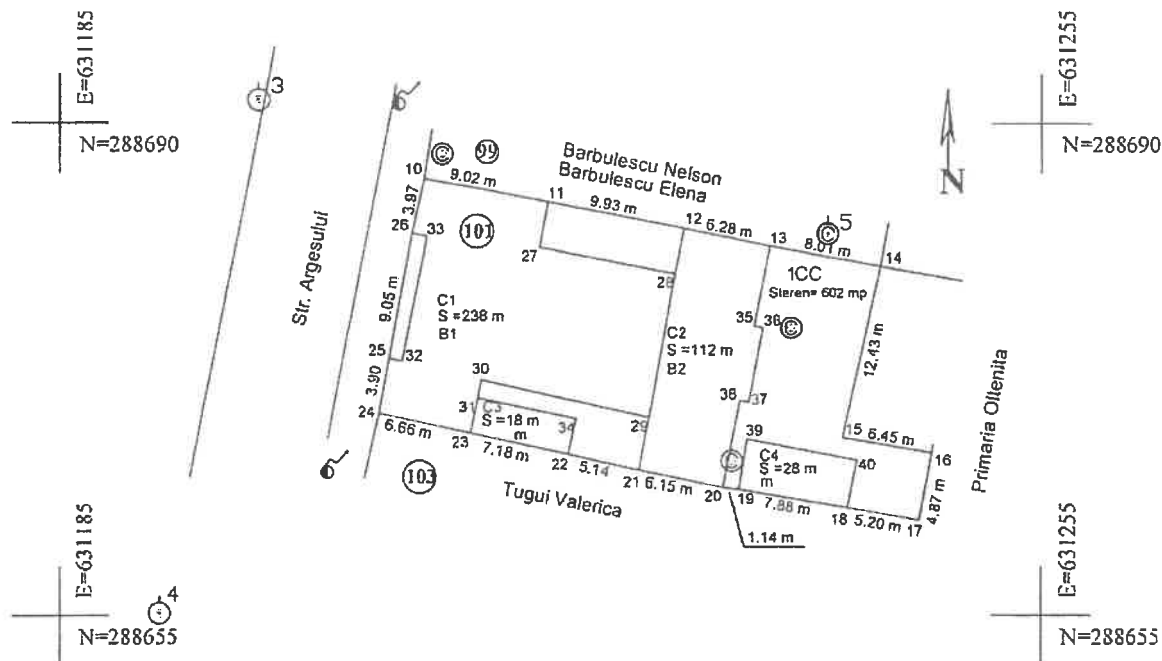 E=631185
N=288690
3
E=631255
N=288690
N
Barbulescu Nelson
Barbulescu Elena
99
10
9.02 m
11
9.93 m
12
6.28 m
13
5
8.01 m
14
3.97
26
33
101
27
28
1CC
Steren= 602 mp
Str. Argesului
9.05 m
C1
S =238 m
B1
C2
S =112 m
B2
35
36
12.43 m
25
32
3.90
24
30
31
C3
S =18 m
m
34
29
38
37
39
15
6.45 m
16
C
C4
S =28 m
m
40
4.87 m
Primaria Oltenita
6.66 m
23
7.18 m
22
5.14
21
6.15 m
20
19
7.88 m
18
5.20 m
17
103
Tugui Valerica
1.14 m
E=631185
N=288655
4
E=631255
N=288655